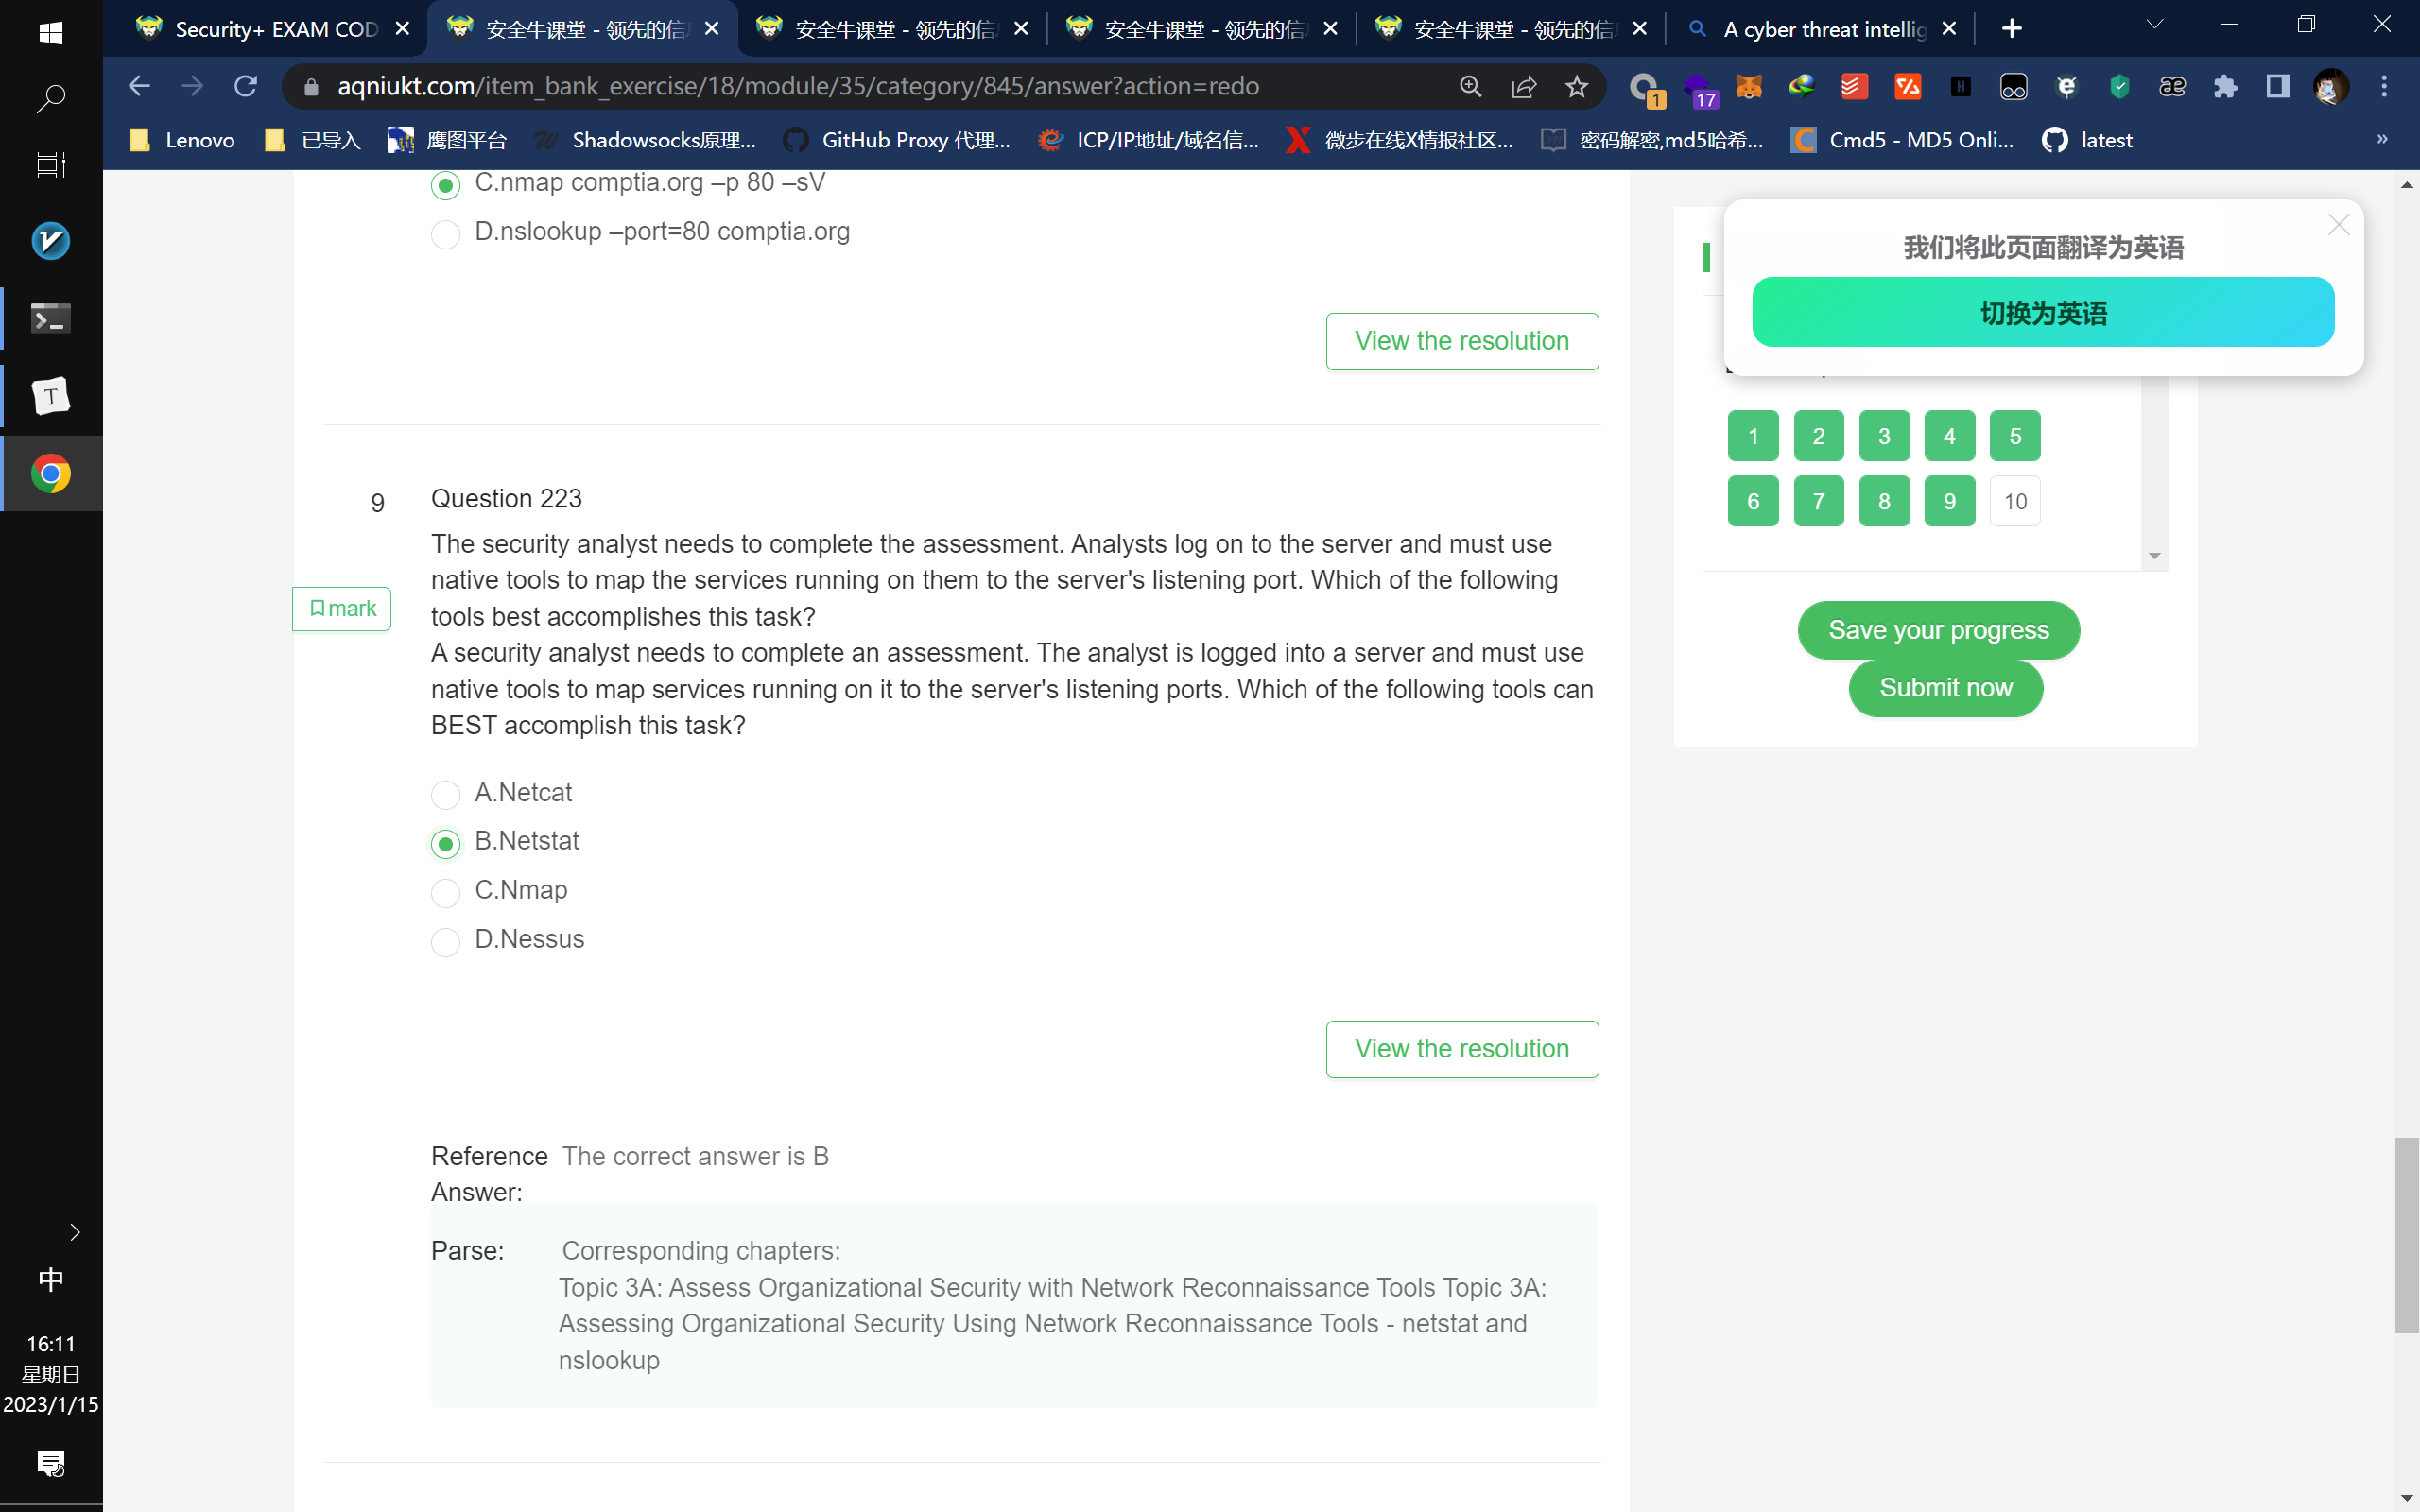 Security+ EXAM COD
安全牛课堂 - 领先的信
安全牛课堂 - 领先的信
安全牛课堂 - 领先的信
安全牛课堂 - 领先的信
A cyber threat intellig
aqniukt.com/item_bank_exercise/18/module/35/category/845/answer?action=redo
1
17
Lenovo
已导入
鹰图平台
Shadowsocks原理...
GitHub Proxy 代理...
ICP/IP地址/域名信...
微步在线X情报社区...
密码解密,md5哈希...
Cmd5 - MD5 Onli...
latest
»
C.nmap comptia.org –p 80 –sV
D.nslookup –port=80 comptia.org
View the resolution
我们将此页面翻译为英语
切换为英语
1 2 3 4 5
6 7 8 9 10
Save your progress
Submit now
9
Question 223
mark
The security analyst needs to complete the assessment. Analysts log on to the server and must use
native tools to map the services running on them to the server's listening port. Which of the following
tools best accomplishes this task?
A security analyst needs to complete an assessment. The analyst is logged into a server and must use
native tools to map services running on it to the server's listening ports. Which of the following tools can
BEST accomplish this task?
A.Netcat
B.Netstat
C.Nmap
D.Nessus
View the resolution
Reference The correct answer is B
Answer:
Parse: Corresponding chapters:
Topic 3A: Assess Organizational Security with Network Reconnaissance Tools Topic 3A:
Assessing Organizational Security Using Network Reconnaissance Tools - netstat and
nslookup
中
16:11
星期日
2023/1/15